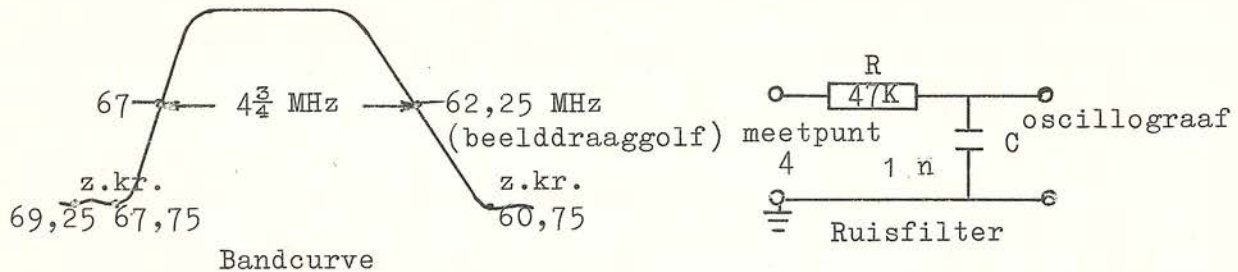 67
4¾ MHz
62,25 MHz
(beelddraaggolf)
z.kr.
69,25 67,75
z.kr.
60,75
Bandcurve
R
47K
meetpunt
4
oscillograaf
C
1 n
Ruisfilter